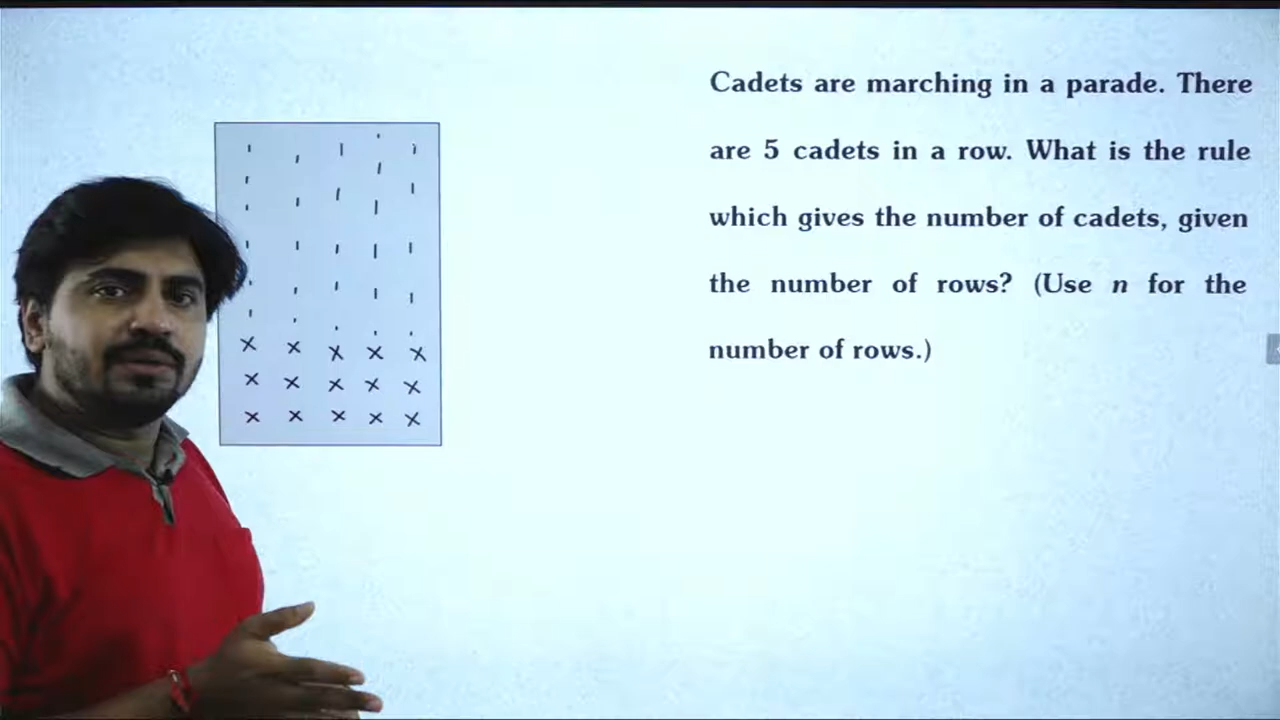 Cadets are marching in a parade. There
are 5 cadets in a row. What is the rule
which gives the number of cadets, given
the number of rows? (Use n for the
number of rows.)